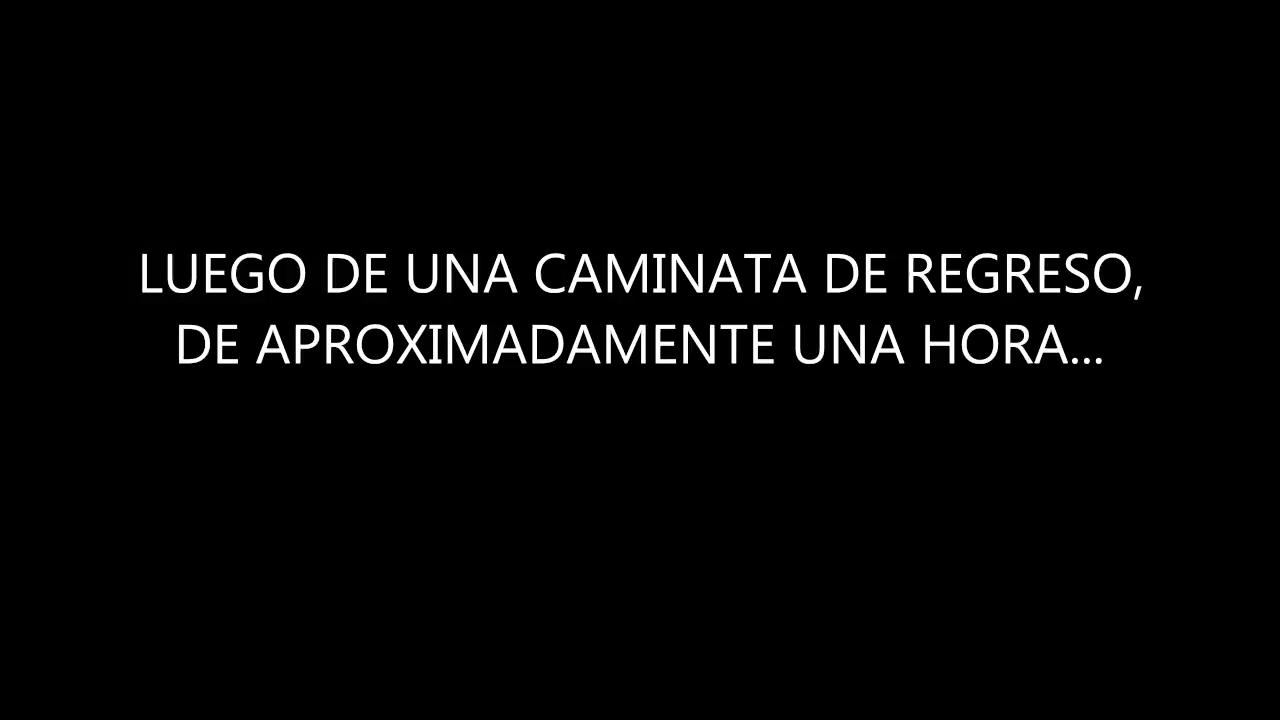 LUEGO DE UNA CAMINATA DE REGRESO,
DE APROXIMADAMENTE UNA HORA...